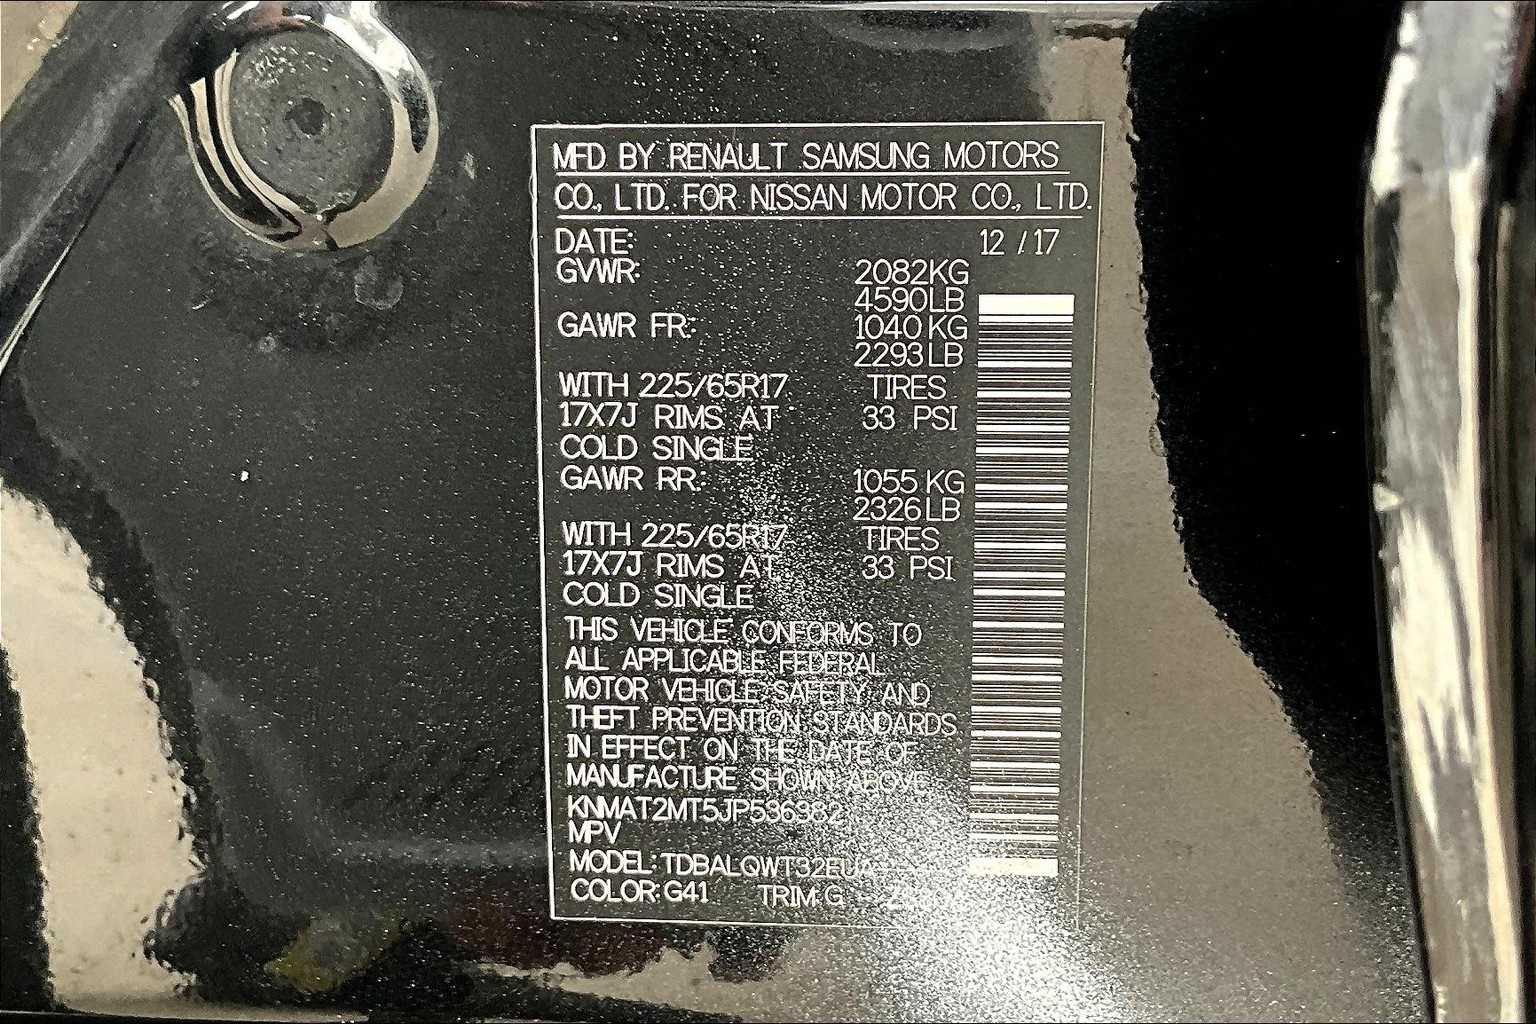 MFD BY RENAULT SAMSUNG MOTORS
CO., LTD. FOR NISSAN MOTOR CO., LTD.
DATE: 12 / 17
GVWR: 2082KG
4590LB
GAWR FR: 1040 KG
2293LB
WITH 225/65R17 TIRES
17X7J RIMS AT 33 PSI
COLD SINGLE
GAWR RR: 1055 KG
2326LB
WITH 225/65R17 TIRES
17X7J RIMS AT 33 PSI
COLD SINGLE
THIS VEHICLE CONFORMS TO
ALL APPLICABLE FEDERAL
MOTOR VEHICLE SAFETY AND
THEFT PREVENTION STANDARDS
IN EFFECT ON THE DATE OF
MANUFACTURE SHOWN ABOVE
KNMAT2MT5JP536982
MPV
MODEL: TDBALQWT32EUA
COLOR: G41 TRIM: G